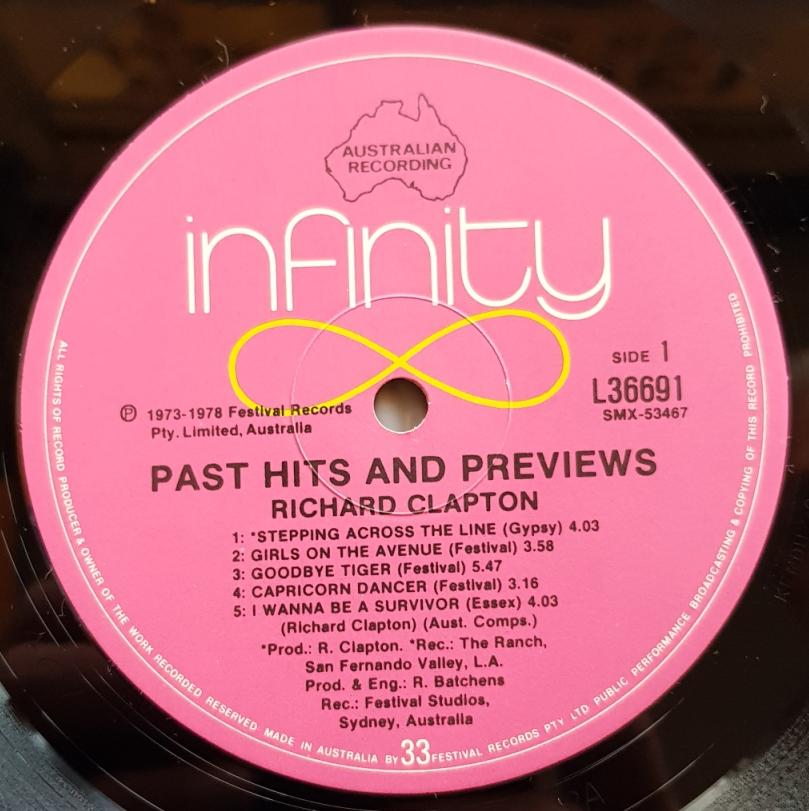 AUSTRALIAN
RECORDING
infinity
SIDE 1
L36691
SMX-53467
℗ 1973-1978 Festival Records
Pty. Limited, Australia
PAST HITS AND PREVIEWS
RICHARD CLAPTON
1: *STEPPING ACROSS THE LINE (Gypsy) 4.03
2: GIRLS ON THE AVENUE (Festival) 3.58
3: GOODBYE TIGER (Festival) 5.47
4: CAPRICORN DANCER (Festival) 3.16
5: I WANNA BE A SURVIVOR (Essex) 4.03
(Richard Clapton) (Aust. Comps.)
*Prod.: R. Clapton. *Rec.: The Ranch,
San Fernando Valley, L.A.
Prod. & Eng.: R. Batchens
Rec.: Festival Studios,
Sydney, Australia
ALL RIGHTS OF RECORD PRODUCER & OWNER OF THE WORK RECORDED RESERVED MADE IN AUSTRALIA BY 33 FESTIVAL RECORDS PTY LTD PUBLIC PERFORMANCE BROADCASTING & COPYING OF THIS RECORD PROHIBITED